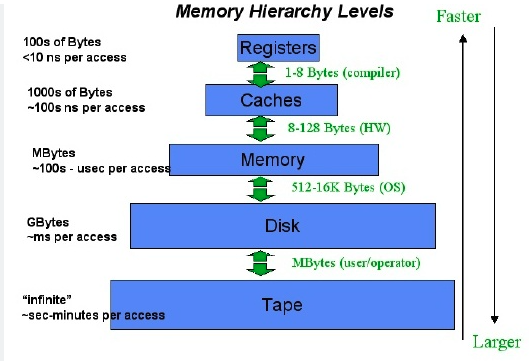 Memory Hierarchy Levels
Faster
100s of Bytes
<10 ns per access
Registers
1-8 Bytes (compiler)
1000s of Bytes
~100s ns per access
Caches
8-128 Bytes (HW)
MBytes
~100s - usec per access
Memory
512-16K Bytes (OS)
GBytes
~ms per access
Disk
MBytes (user/operator)
"infinite"
~sec-minutes per access
Tape
Larger